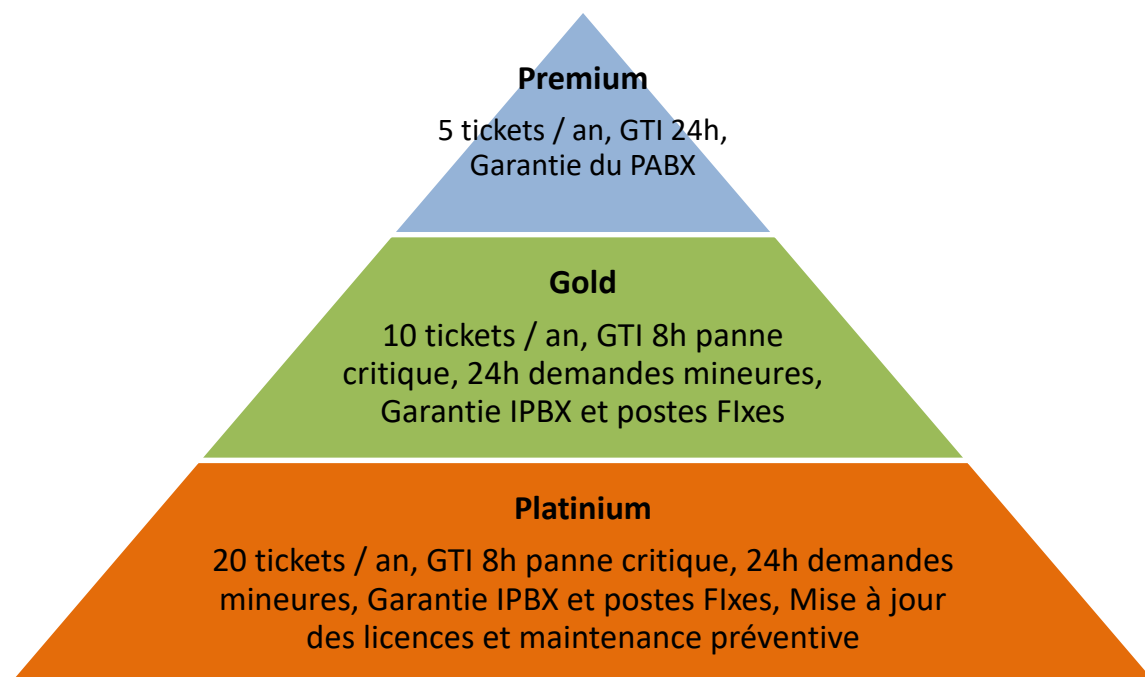 Premium
5 tickets / an, GTI 24h,
Garantie du PABX
Gold
10 tickets / an, GTI 8h panne
critique, 24h demandes mineures,
Garantie IPBX et postes FIxes
Platinium
20 tickets / an, GTI 8h panne critique, 24h demandes
mineures, Garantie IPBX et postes FIxes, Mise à jour
des licences et maintenance préventive